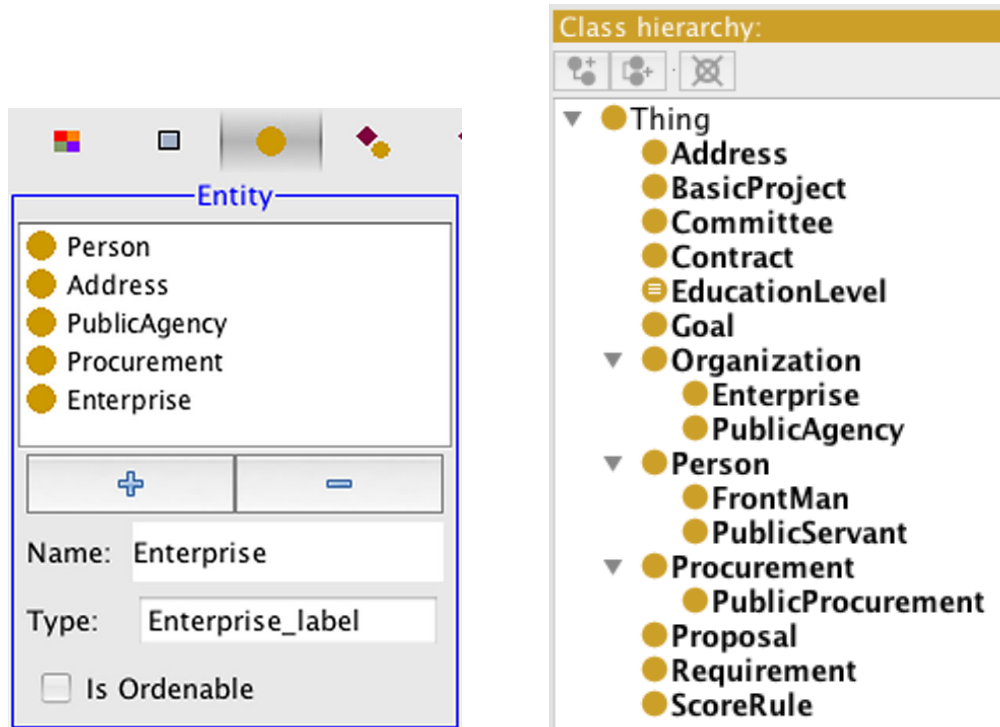 Entity
Person
Address
PublicAgency
Procurement
Enterprise
Name: Enterprise
Type: Enterprise_label
Is Ordenable
Class hierarchy:
Thing
Address
BasicProject
Committee
Contract
EducationLevel
Goal
Organization
Enterprise
PublicAgency
Person
FrontMan
PublicServant
Procurement
PublicProcurement
Proposal
Requirement
ScoreRule